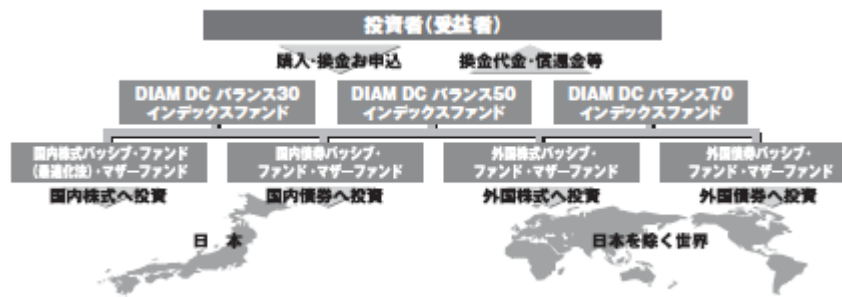 投資者(受益者)
購入・換金お申込
換金代金・償還金等
DIAM DC バランス30
インデックスファンド
DIAM DC バランス50
インデックスファンド
DIAM DC バランス70
インデックスファンド
国内株式パッシブ・ファンド
(最適化法)・マザーファンド
国内債券パッシブ・
ファンド・マザーファンド
外国株式パッシブ・
ファンド・マザーファンド
外国債券パッシブ・
ファンド・マザーファンド
国内株式へ投資
国内債券へ投資
外国株式へ投資
外国債券へ投資
日 本
日本を除く世界